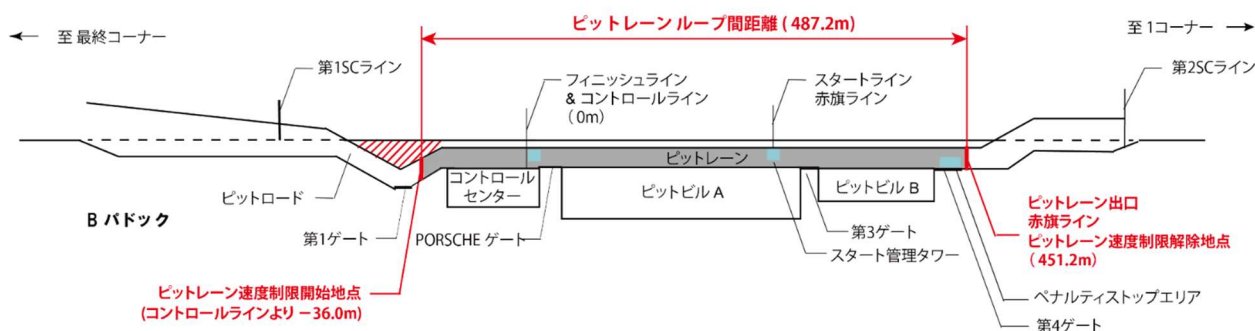 ピットレーン ループ間距離 ( 487.2m)
至 最終コーナー
至 1コーナー
第1SCライン
フィニッシュライン
& コントロールライン
( 0m)
スタートライン
赤旗ライン
第2SCライン
ピットレーン
コントロール
センター
ピットビル A
ピットビル B
ピットロード
B パドック
第1ゲート
PORSCHE ゲート
第3ゲート
スタート管理タワー
ピットレーン出口
赤旗ライン
ピットレーン速度制限解除地点
( 451.2m)
ピットレーン速度制限開始地点
(コントロールラインより －36.0m)
ペナルティストップエリア
第4ゲート